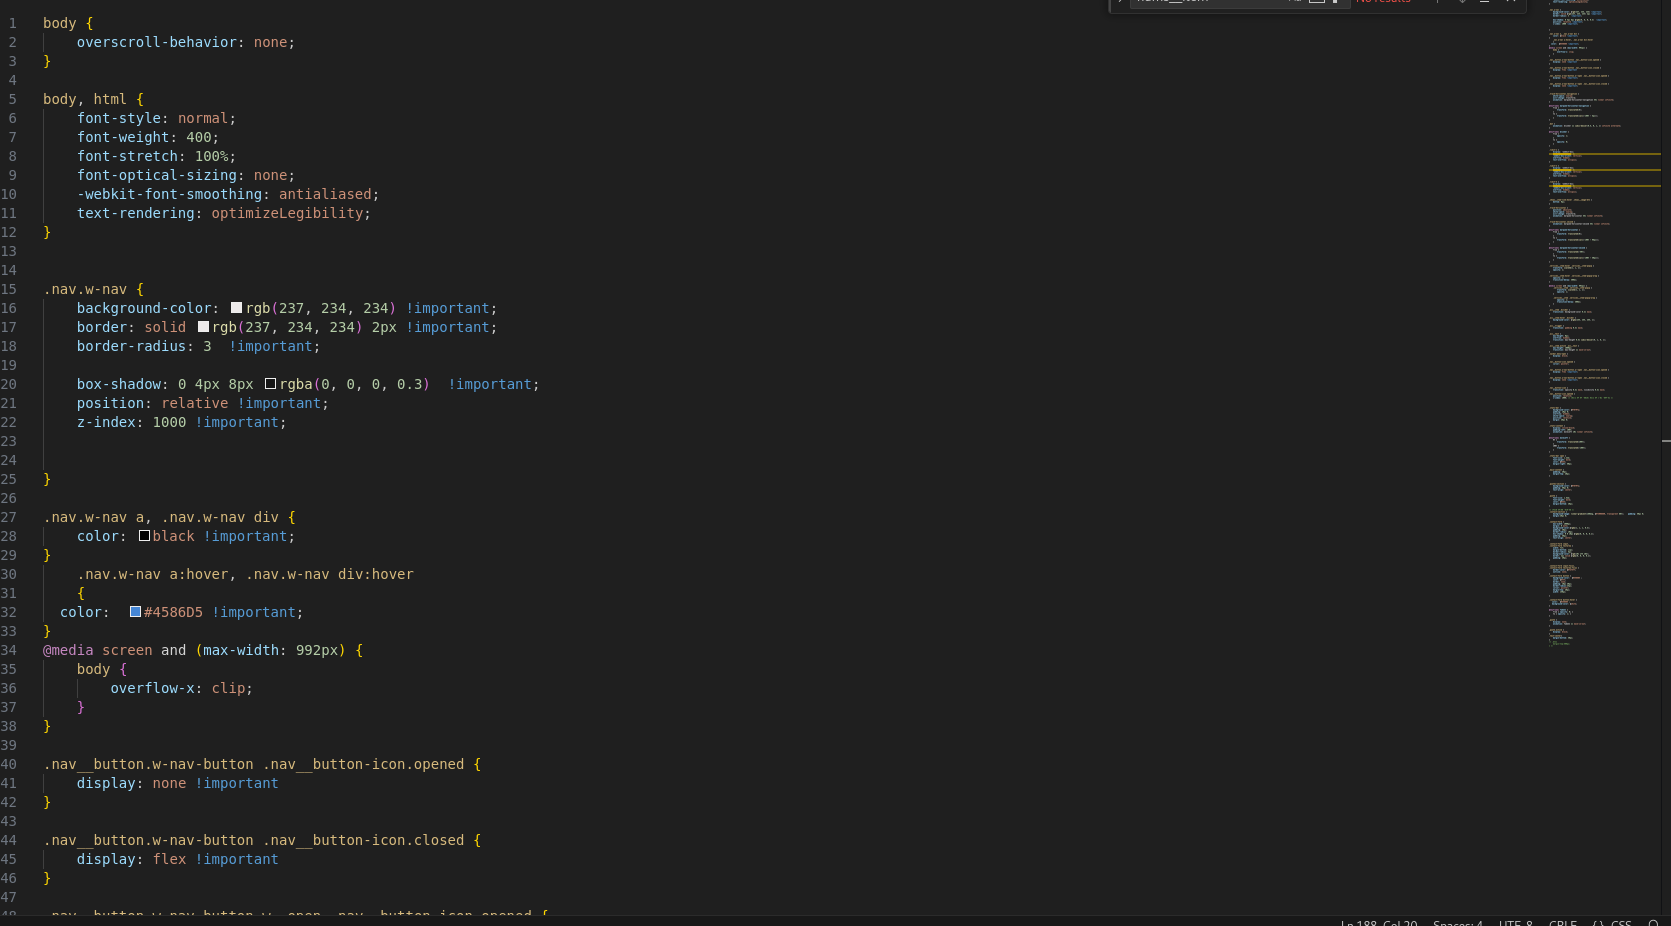 No results
1 body {
2 overscroll-behavior: none;
3 }
4
5 body, html {
6 font-style: normal;
7 font-weight: 400;
8 font-stretch: 100%;
9 font-optical-sizing: none;
10 -webkit-font-smoothing: antialiased;
11 text-rendering: optimizeLegibility;
12 }
13
14
15 .nav.w-nav {
16 background-color: rgb(237, 234, 234) !important;
17 border: solid rgb(237, 234, 234) 2px !important;
18 border-radius: 3  !important;
19
20 box-shadow: 0 4px 8px rgba(0, 0, 0, 0.3)  !important;
21 position: relative !important;
22 z-index: 1000 !important;
23
24
25 }
26
27 .nav.w-nav a, .nav.w-nav div {
28 color: black !important;
29 }
30 .nav.w-nav a:hover, .nav.w-nav div:hover
31 {
32 color:  #4586D5 !important;
33 }
34 @media screen and (max-width: 992px) {
35 body {
36 overflow-x: clip;
37 }
38 }
39
40 .nav__button.w-nav-button .nav__button-icon.opened {
41 display: none !important
42 }
43
44 .nav__button.w-nav-button .nav__button-icon.closed {
45 display: flex !important
46 }
47
48 .nav__button.w-nav-button.w--open .nav__button-icon.opened {
Ln 188, Col 20 Spaces: 4 UTF-8 CRLF {} CSS